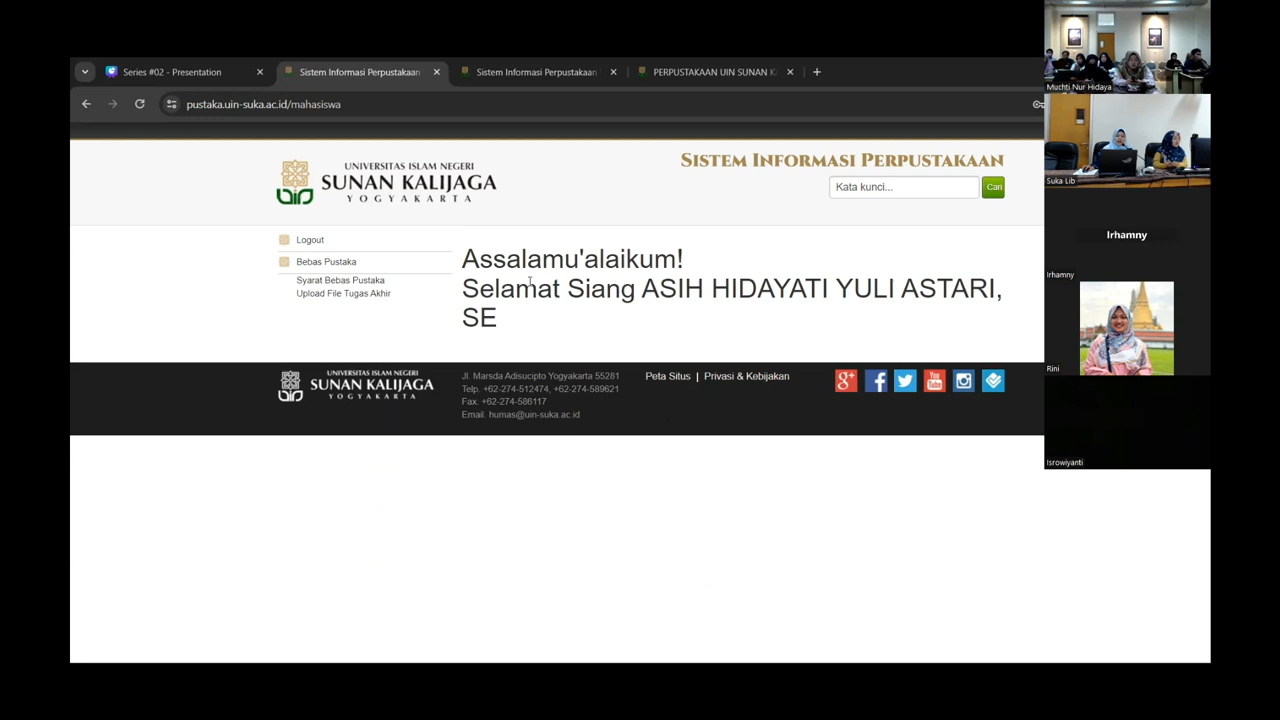 Series #02 - Presentation
Sistem Informasi Perpustakaan
Sistem Informasi Perpustakaan
PERPUSTAKAAN UIN SUNAN K
pustaka.uin-suka.ac.id/mahasiswa
UNIVERSITAS ISLAM NEGERI
SUNAN KALIJAGA
YOGYAKARTA
SISTEM INFORMASI PERPUSTAKAAN
Kata kunci...
Cari
Logout
Bebas Pustaka
Syarat Bebas Pustaka
Upload File Tugas Akhir
Assalamu'alaikum!
Selamat Siang ASIH HIDAYATI YULI ASTARI,
SE
UNIVERSITAS ISLAM NEGERI
SUNAN KALIJAGA
YOGYAKARTA
Jl. Marsda Adisucipto Yogyakarta 55281
Telp. +62-274-512474, +62-274-589621
Fax. +62-274-586117
Email. humas@uin-suka.ac.id
Peta Situs | Privasi & Kebijakan
You
Tube
Muchti Nur Hidaya
Suka Lib
Irhamny
Irhamny
Rini
Isrowiyanti